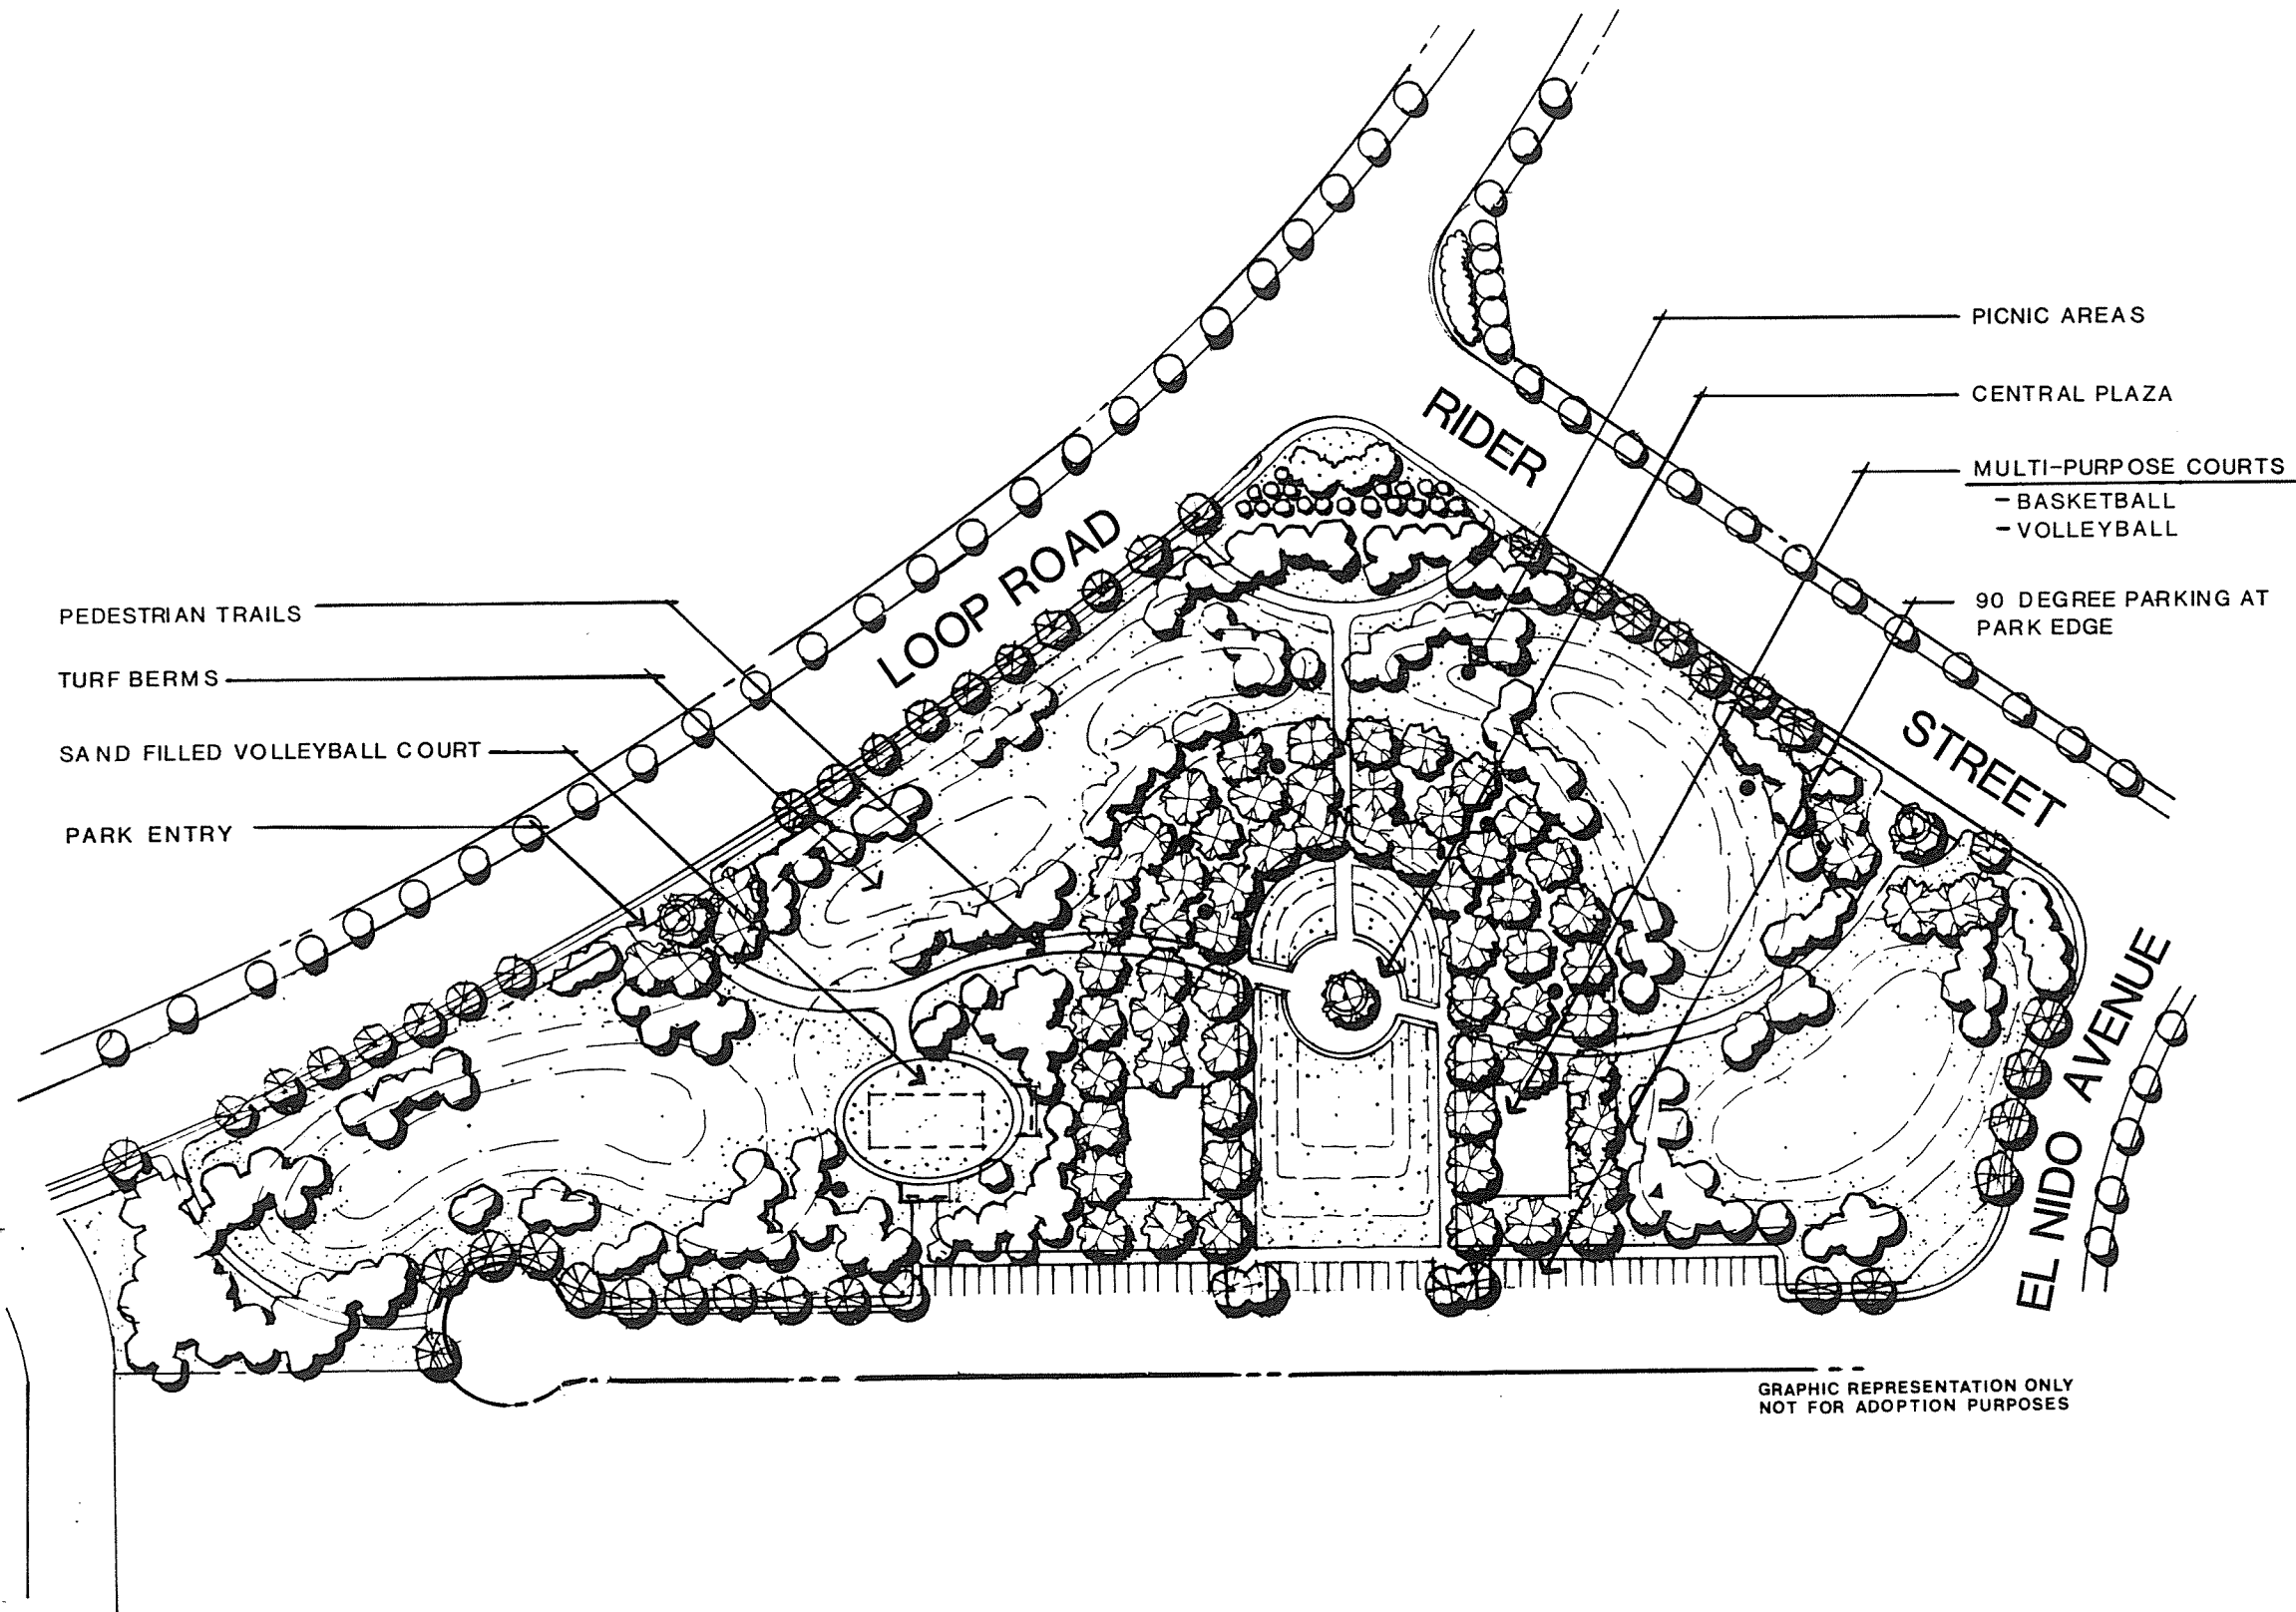 PICNIC AREAS
CENTRAL PLAZA
MULTI-PURPOSE COURTS
- BASKETBALL
- VOLLEYBALL
90 DEGREE PARKING AT
PARK EDGE
PEDESTRIAN TRAILS
TURF BERMS
SAND FILLED VOLLEYBALL COURT
PARK ENTRY
LOOP ROAD
RIDER
STREET
EL NIDO AVENUE
GRAPHIC REPRESENTATION ONLY
NOT FOR ADOPTION PURPOSES